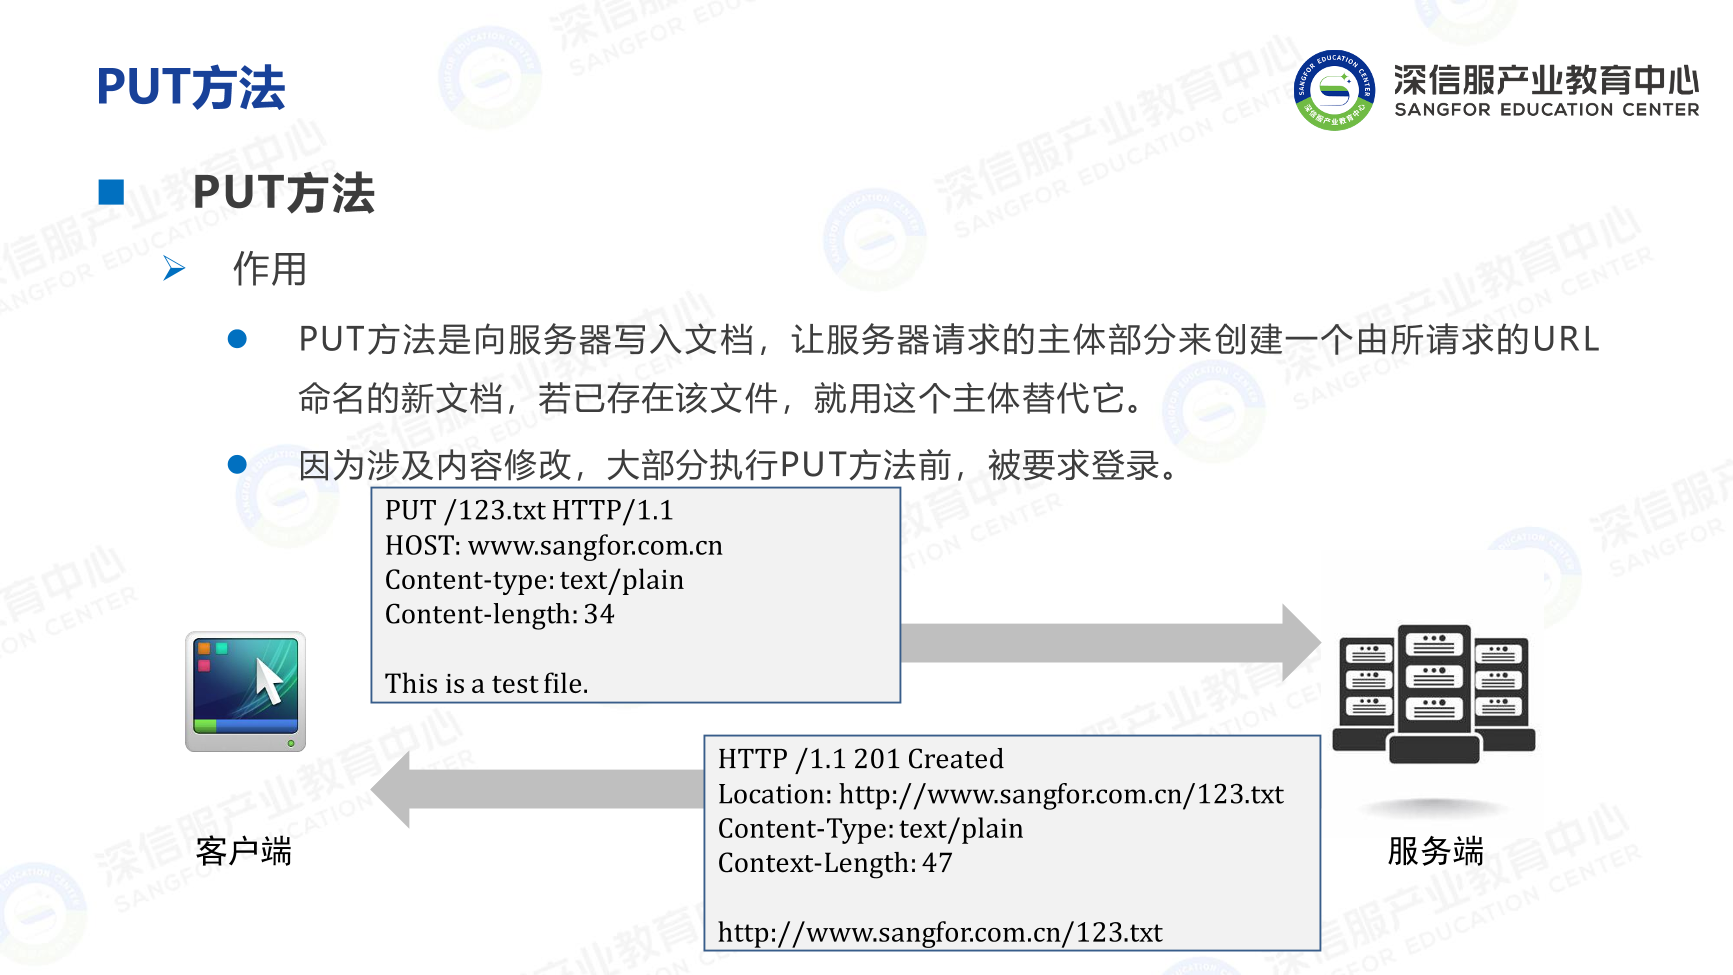 PUT方法
深信服产业教育中心
SANGFOR EDUCATION CENTER
PUT方法
作用
PUT方法是向服务器写入文档，让服务器请求的主体部分来创建一个由所请求的URL
命名的新文档，若已存在该文件，就用这个主体替代它。
因为涉及内容修改，大部分执行PUT方法前，被要求登录。
PUT /123.txt HTTP/1.1
HOST: www.sangfor.com.cn
Content-type: text/plain
Content-length: 34
This is a test file.
HTTP /1.1 201 Created
Location: http://www.sangfor.com.cn/123.txt
Content-Type: text/plain
Context-Length: 47
http://www.sangfor.com.cn/123.txt
客户端
服务端